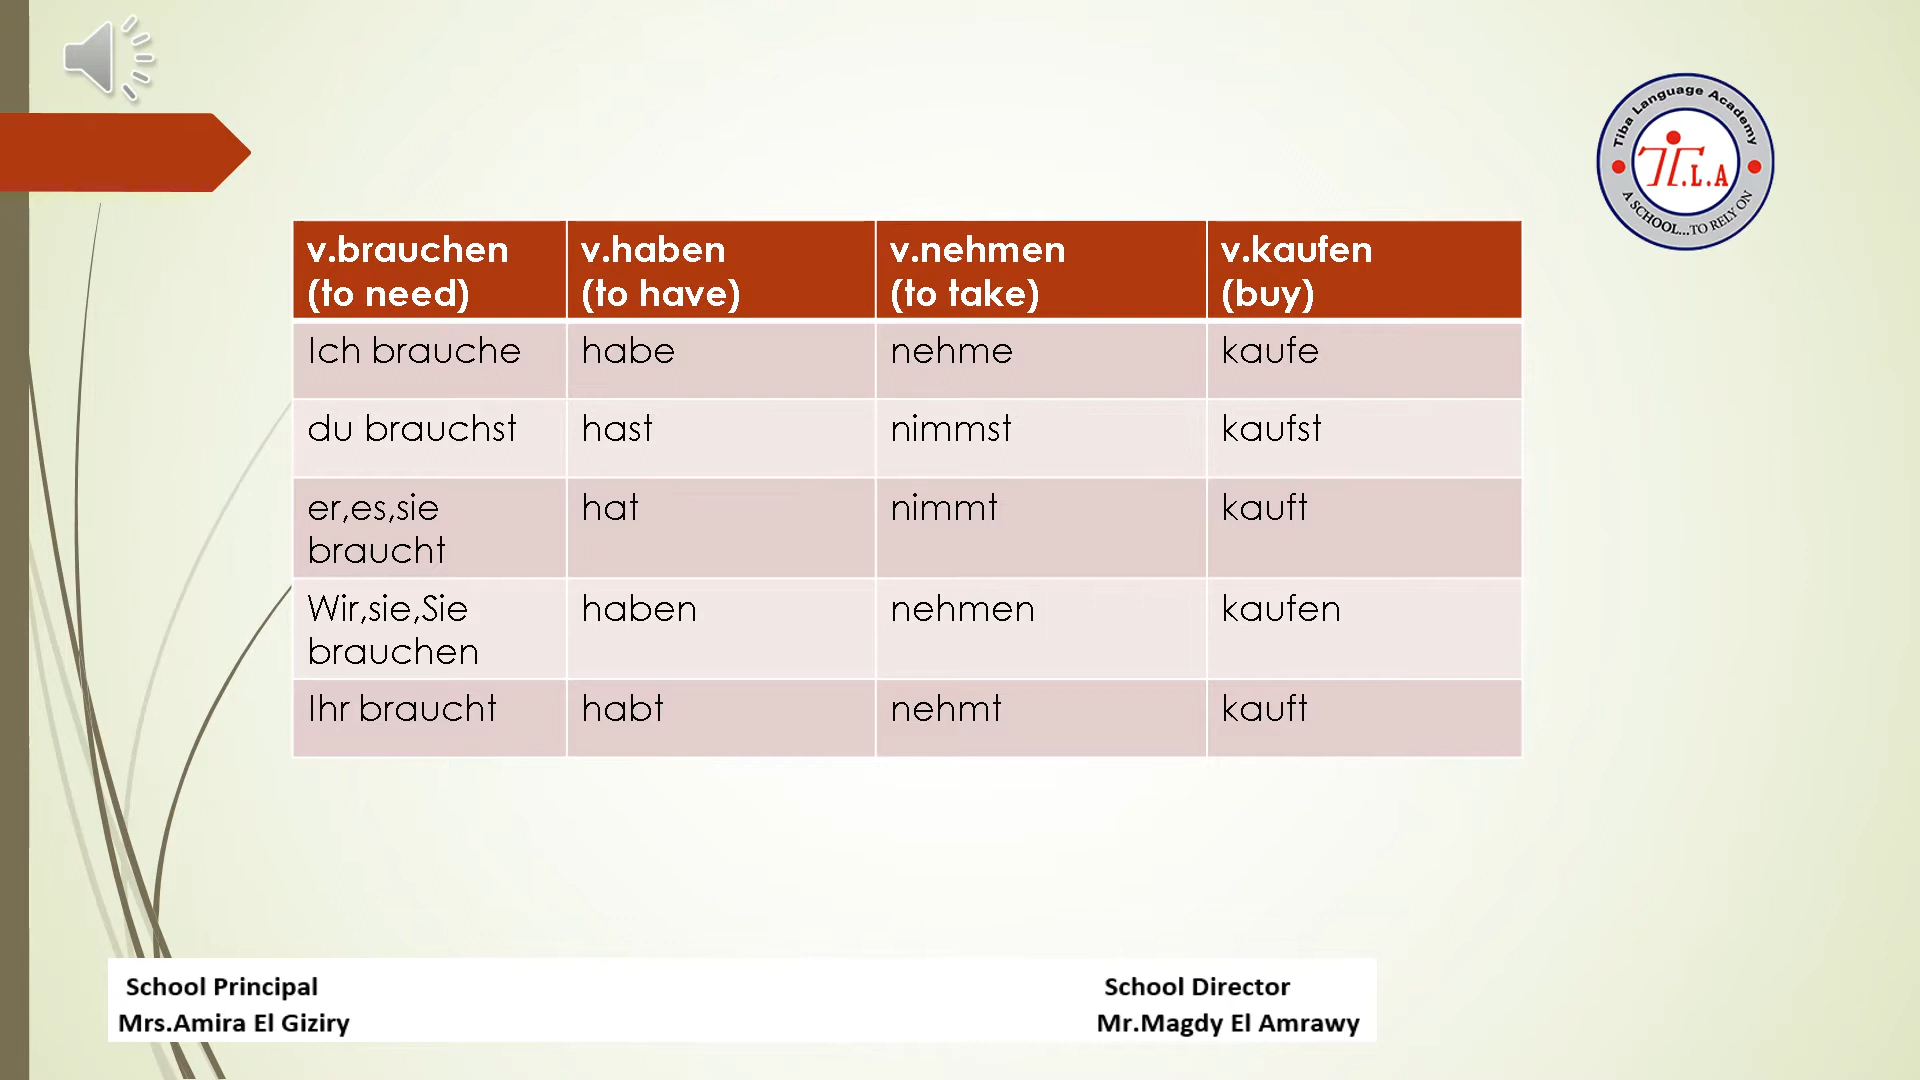 Tiba Language Academy
T.L.A
A SCHOOL...TO RELY ON
v.brauchen
(to need)
v.haben
(to have)
v.nehmen
(to take)
v.kaufen
(buy)
Ich brauche
habe
nehme
kaufe
du brauchst
hast
nimmst
kaufst
er,es,sie
braucht
hat
nimmt
kauft
Wir,sie,Sie
brauchen
haben
nehmen
kaufen
Ihr braucht
habt
nehmt
kauft
School Principal
Mrs.Amira El Giziry
School Director
Mr.Magdy El Amrawy